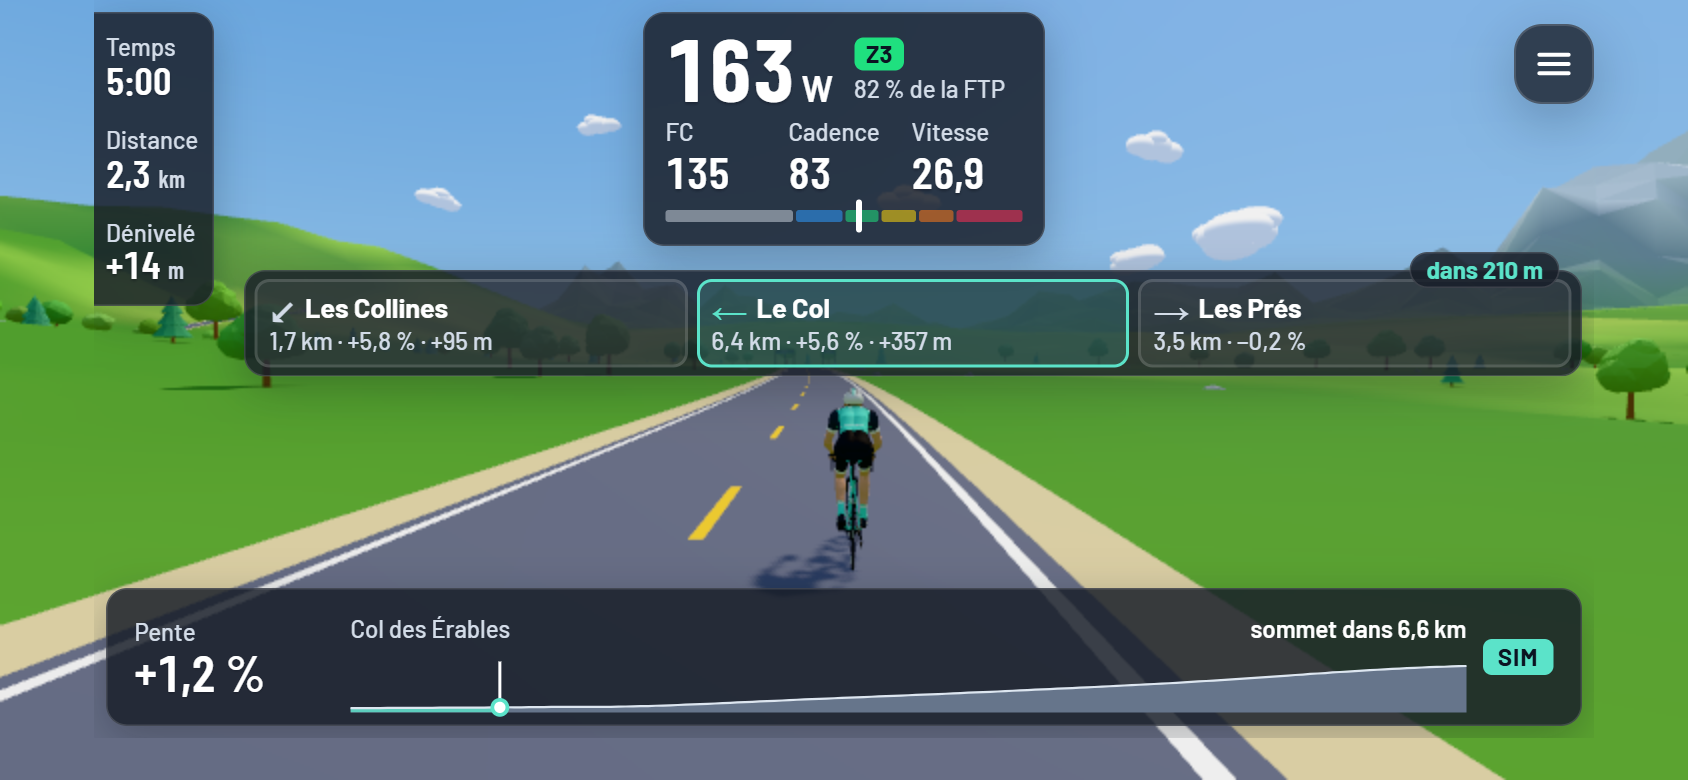 Temps
5:00
Distance
2,3 km
Dénivelé
+14 m
163 W
Z3
82 % de la FTP
FC
135
Cadence
83
Vitesse
26,9
dans 210 m
↙ Les Collines
1,7 km · +5,8 % · +95 m
← Le Col
6,4 km · +5,6 % · +357 m
→ Les Prés
3,5 km · −0,2 %
Pente
+1,2 %
Col des Érables
sommet dans 6,6 km
SIM